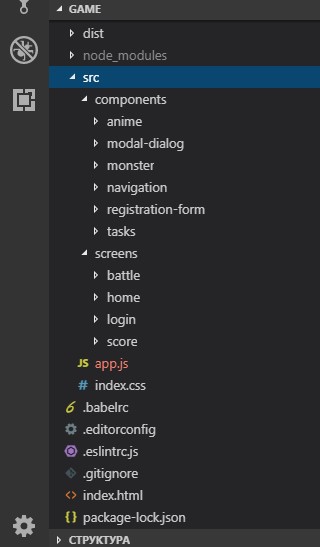 GAME
dist
node_modules
src
components
anime
modal-dialog
monster
navigation
registration-form
tasks
screens
battle
home
login
score
JS app.js
# index.css
.babelrc
.editorconfig
.eslintrc.js
.gitignore
<> index.html
{} package-lock.json
СТРУКТУРА